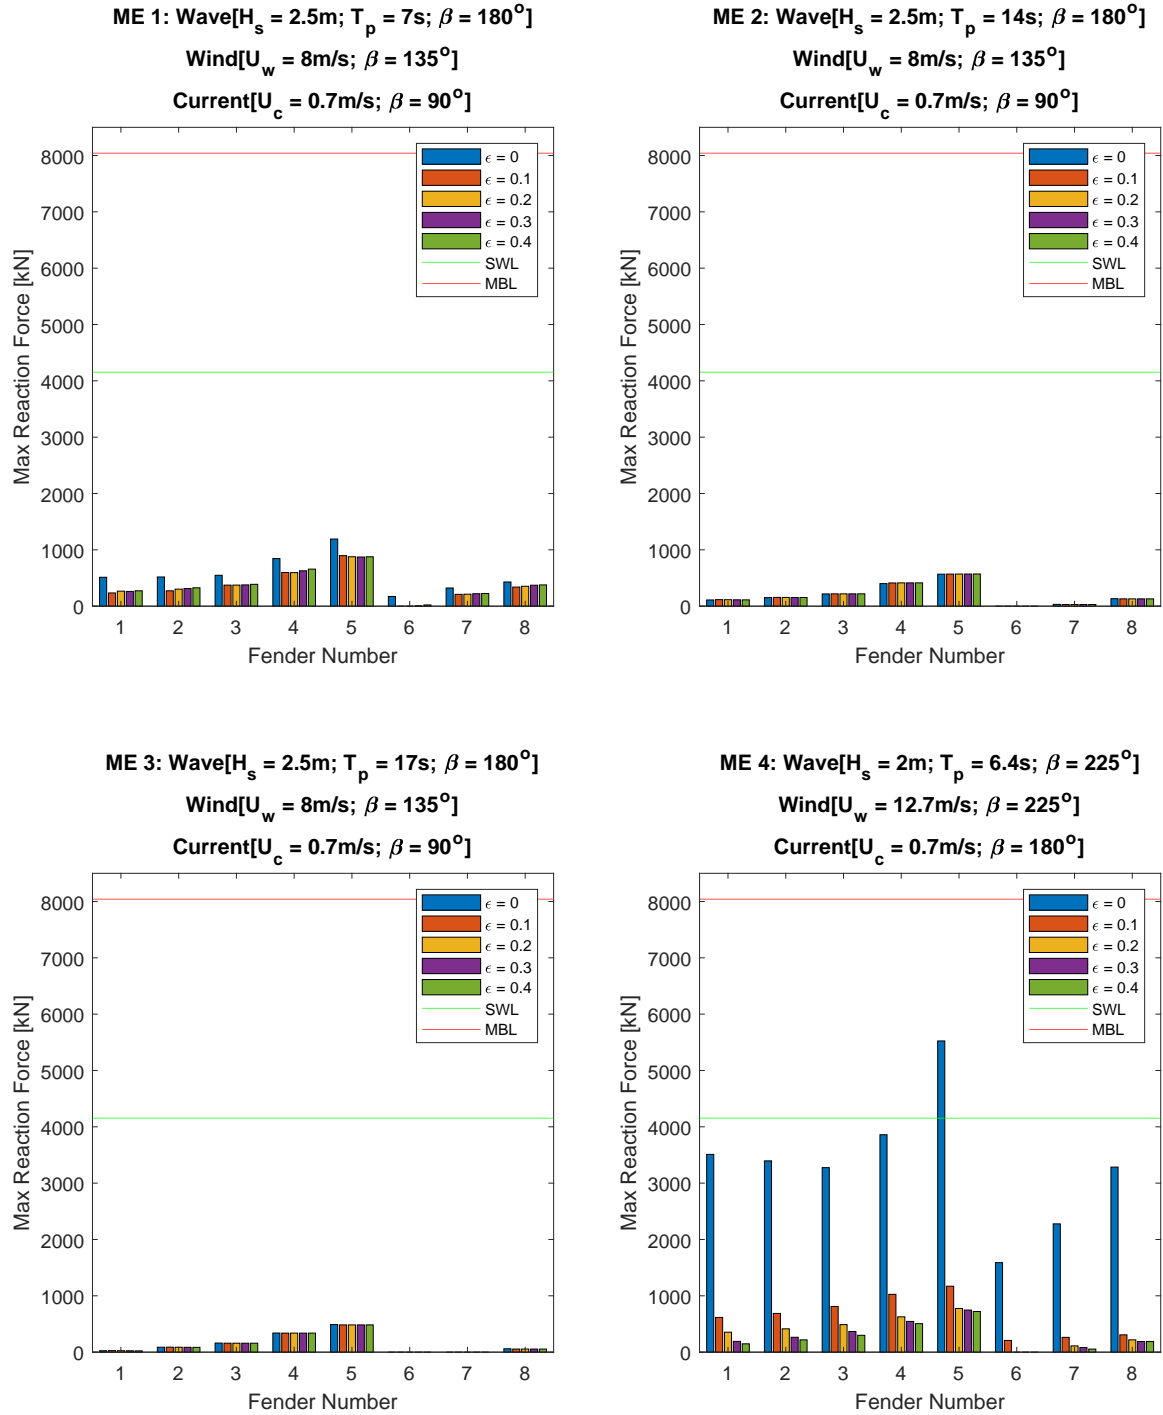 ME 1: Wave[H_s = 2.5m; T_p = 7s; β = 180°]
Wind[U_w = 8m/s; β = 135°]
Current[U_c = 0.7m/s; β = 90°]
8000
7000
6000
5000
4000
3000
2000
1000
0
Max Reaction Force [kN]
ϵ = 0
ϵ = 0.1
ϵ = 0.2
ϵ = 0.3
ϵ = 0.4
SWL
MBL
1 2 3 4 5 6 7 8
Fender Number
ME 2: Wave[H_s = 2.5m; T_p = 14s; β = 180°]
Wind[U_w = 8m/s; β = 135°]
Current[U_c = 0.7m/s; β = 90°]
8000
7000
6000
5000
4000
3000
2000
1000
0
Max Reaction Force [kN]
ϵ = 0
ϵ = 0.1
ϵ = 0.2
ϵ = 0.3
ϵ = 0.4
SWL
MBL
1 2 3 4 5 6 7 8
Fender Number
ME 3: Wave[H_s = 2.5m; T_p = 17s; β = 180°]
Wind[U_w = 8m/s; β = 135°]
Current[U_c = 0.7m/s; β = 90°]
8000
7000
6000
5000
4000
3000
2000
1000
0
Max Reaction Force [kN]
ϵ = 0
ϵ = 0.1
ϵ = 0.2
ϵ = 0.3
ϵ = 0.4
SWL
MBL
1 2 3 4 5 6 7 8
Fender Number
ME 4: Wave[H_s = 2m; T_p = 6.4s; β = 225°]
Wind[U_w = 12.7m/s; β = 225°]
Current[U_c = 0.7m/s; β = 180°]
8000
7000
6000
5000
4000
3000
2000
1000
0
Max Reaction Force [kN]
ϵ = 0
ϵ = 0.1
ϵ = 0.2
ϵ = 0.3
ϵ = 0.4
SWL
MBL
1 2 3 4 5 6 7 8
Fender Number